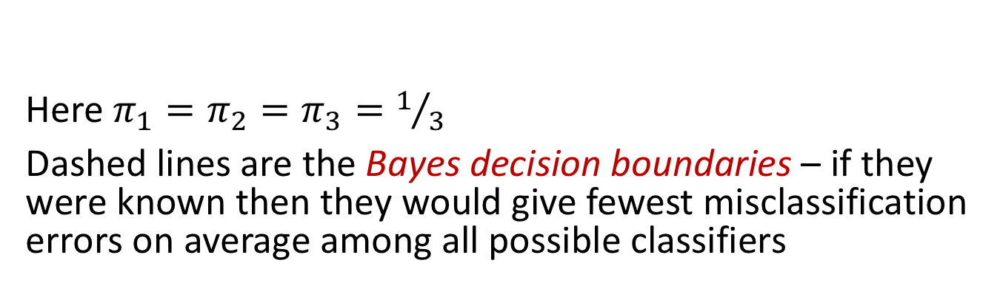 Here π₁ = π₂ = π₃ = ¹/₃
Dashed lines are the Bayes decision boundaries – if they
were known then they would give fewest misclassification
errors on average among all possible classifiers